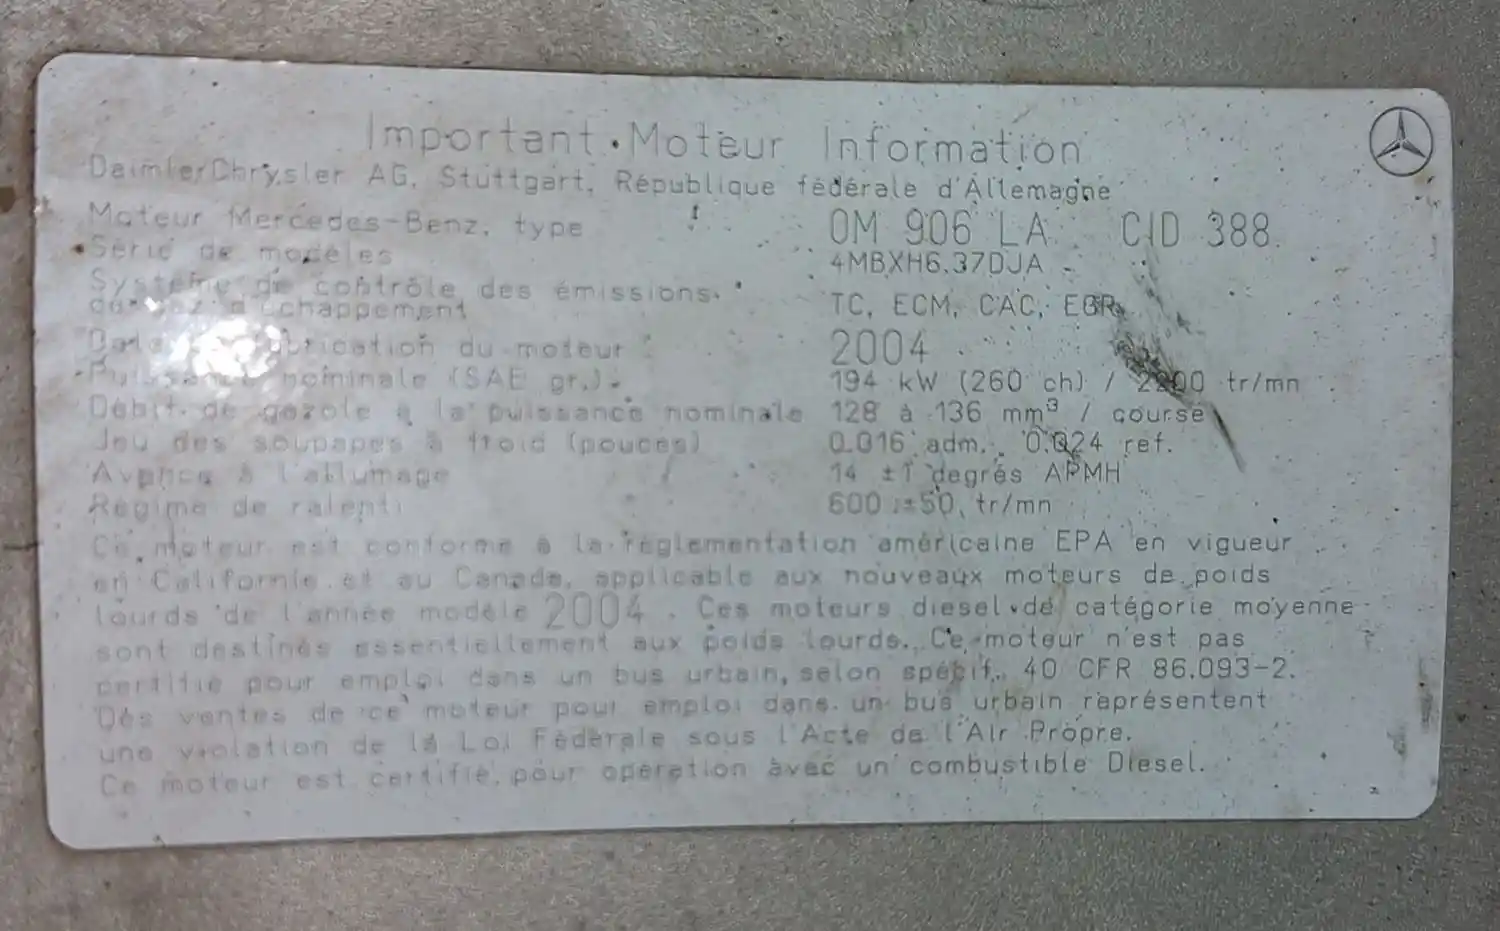 Important Moteur Information
DaimlerChrysler AG, Stuttgart, République fédérale d'Allemagne
Moteur Mercedes-Benz, type OM 906 LA CID 388
Série de modèles 4MBXH6.37DJA
Système de contrôle des émissions
de gaz d'échappement TC, ECM, CAC, EGR
Date fabrication du moteur 2004
Puissance nominale (SAE gr.) 194 kW (260 ch) / 2200 tr/mn
Débit de gazole à la puissance nominale 128 à 136 mm³ / course
Jeu des soupapes à froid (pouces) 0.016 adm., 0.024 ref.
Avance à l'allumage 14 ±1 degrés APMH
Régime de ralenti 600 ±50 tr/mn
Ce moteur est conforme à la réglementation américaine EPA en vigueur
en Californie et au Canada, applicable aux nouveaux moteurs de poids
lourds de l'année modèle 2004. Ces moteurs diesel de catégorie moyenne
sont destinés essentiellement aux poids lourds. Ce moteur n'est pas
certifié pour emploi dans un bus urbain, selon spécif. 40 CFR 86.093-2.
Dés ventes de ce moteur pour emploi dans un bus urbain représentent
une violation de la Loi Fédérale sous l'Acte de l'Air Propre.
Ce moteur est certifié pour operation avec un combustible Diesel.